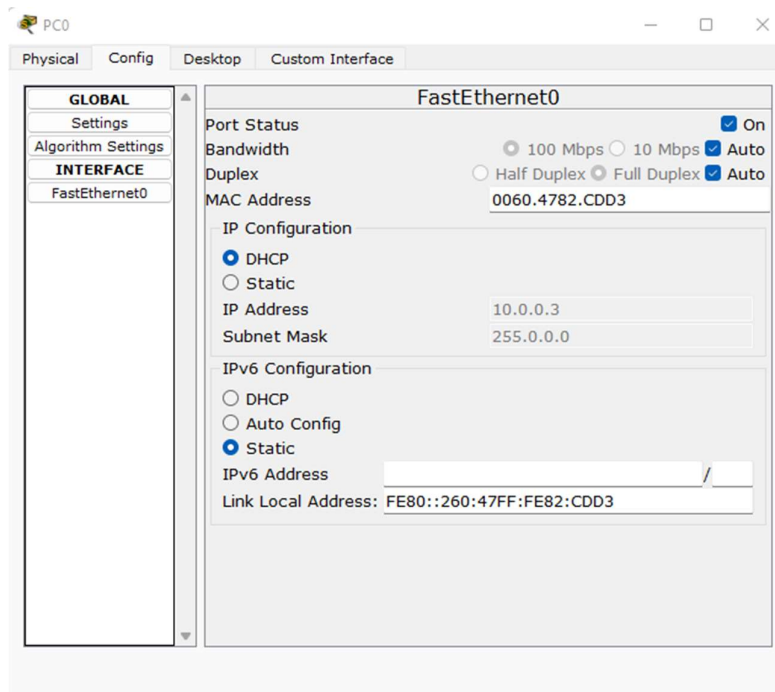 PC0
Physical Config Desktop Custom Interface
GLOBAL
Settings
Algorithm Settings
INTERFACE
FastEthernet0
FastEthernet0
Port Status On
Bandwidth 100 Mbps 10 Mbps Auto
Duplex Half Duplex Full Duplex Auto
MAC Address 0060.4782.CDD3
IP Configuration
DHCP
Static
IP Address 10.0.0.3
Subnet Mask 255.0.0.0
IPv6 Configuration
DHCP
Auto Config
Static
IPv6 Address /
Link Local Address: FE80::260:47FF:FE82:CDD3